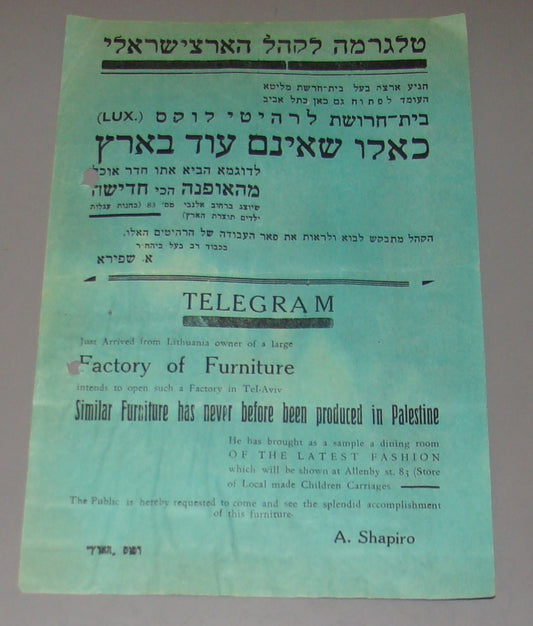 טלגרמה לקהל הארצישראלי
חגיע ארצה בעל בית-חרשת מליטא
העומד לפתוח גם כאן בתל אביב
בית-חרושת לרהיטי לוקס (LUX.)
כאלו שאינם עוד בארץ
לדוגמא הביא אתו חדר אוכל
מהאופנה הכי חדישה
שיוצג ברחוב אלנבי מס' 83 (בחנות עגלות
ילדים תוצרת הארץ)
הקהל מתבקש לבוא ולראות את פאר העבודה של הרהיטים האלו.
בכבוד רב בעל ביהח-ר
א. שפירא
TELEGRAM
Just Arrived from Lithuania owner of a large
Factory of Furniture
intends to open such a Factory in Tel-Aviv
Similar Furniture has never before been produced in Palestine
He has brought as a sample a dining room
OF THE LATEST FASHION
which will be shown at Allenby st. 83 (Store
of Local made Children Carriages
The Public is hereby requested to come and see the splendid accomplishment
of this furniture.
A. Shapiro
דפוס "הארץ"